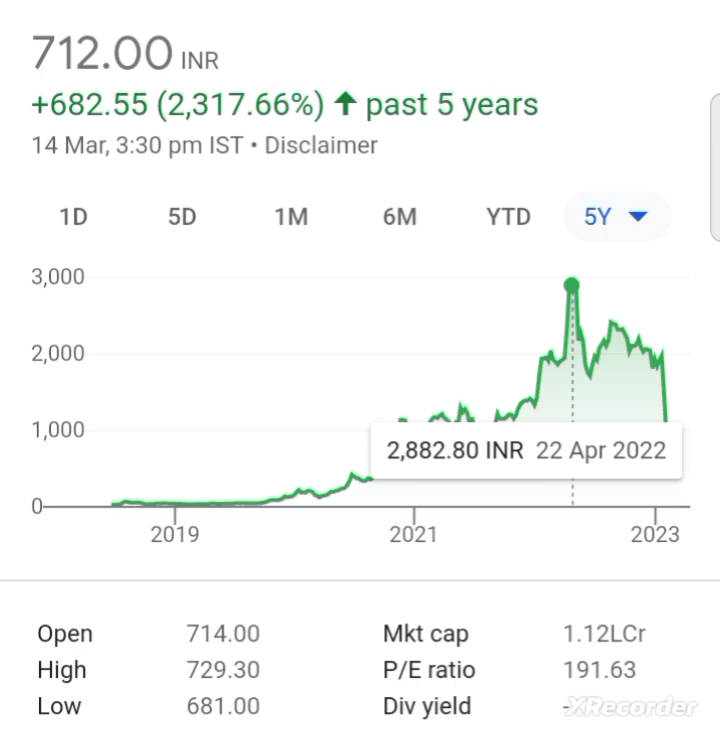 712.00 INR
+682.55 (2,317.66%) ↑ past 5 years
14 Mar, 3:30 pm IST • Disclaimer
1D 5D 1M 6M YTD 5Y
3,000
2,000
1,000
2,882.80 INR 22 Apr 2022
0
2019 2021 2023
Open 714.00 Mkt cap 1.12LCr
High 729.30 P/E ratio 191.63
Low 681.00 Div yield -
XRecorder